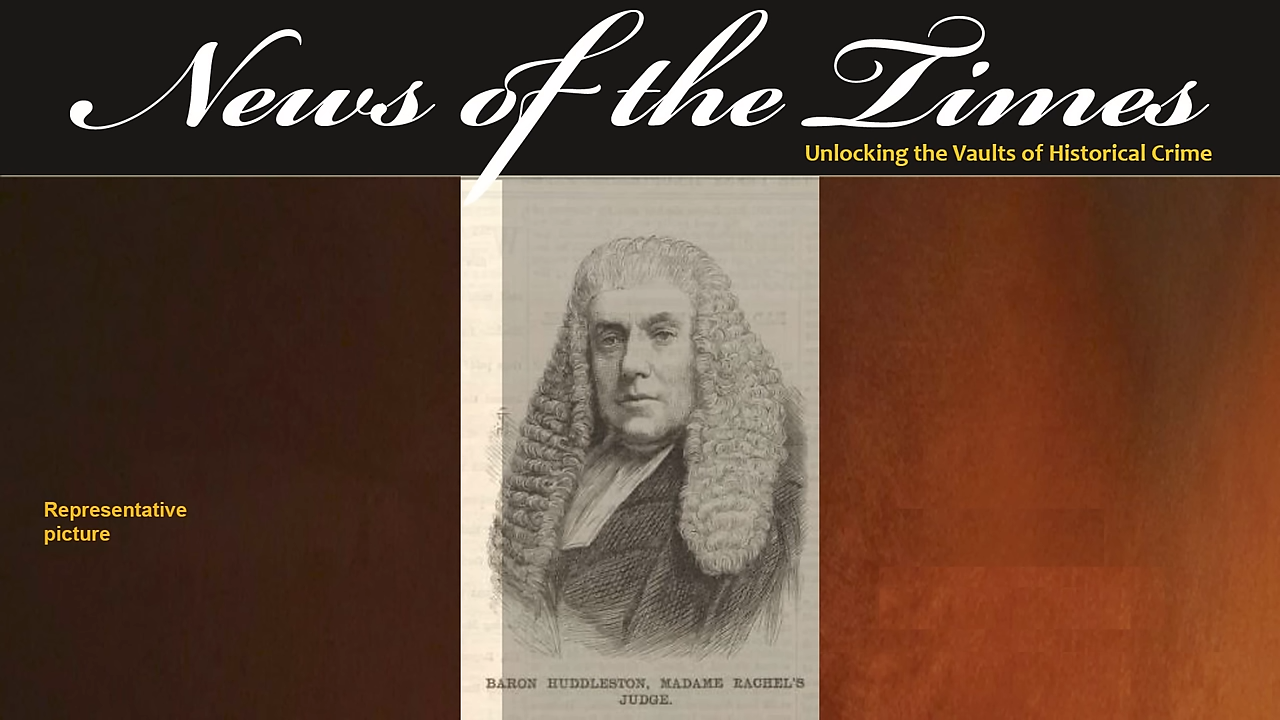 News of the Times
Unlocking the Vaults of Historical Crime
Representative
picture
BARON HUDDLESTON, MADAME RACHEL'S
JUDGE.